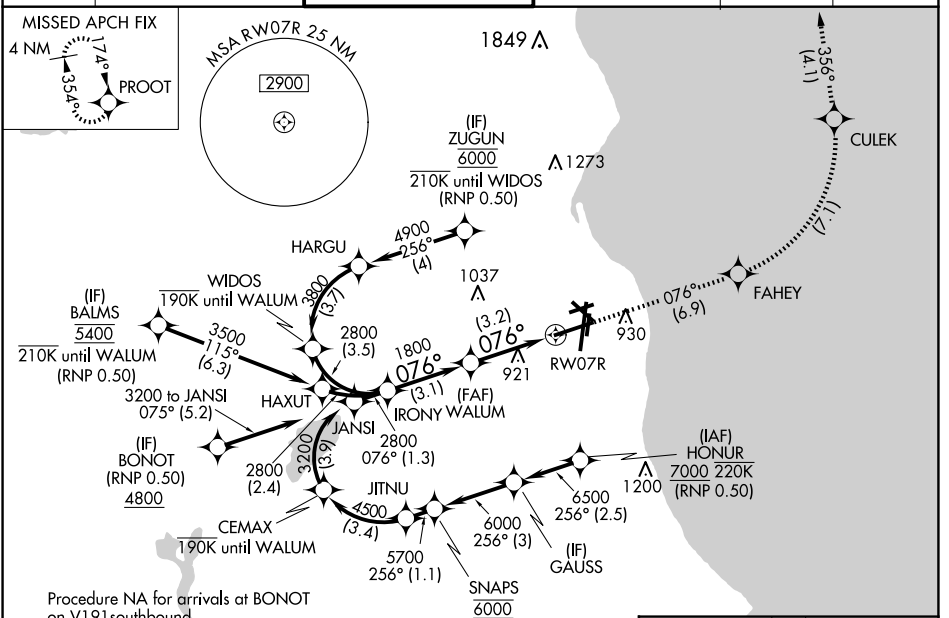 MISSED APCH FIX
4 NM
174°
354°
PROOT
MSA RW07R 25 NM
2900
1849
356°
(4.1)
CULEK
(IF)
ZUGUN
6000
210K until WIDOS
(RNP 0.50)
1273
(7.7)
HARGU
4900
256°
(4)
WIDOS
190K until WALUM
3800
(3.7)
1037
076°
(6.9)
FAHEY
(IF)
BALMS
5400
210K until WALUM
(RNP 0.50)
3500
115°
(6.3)
2800
(3.5)
1800
076°
(3.1)
(3.2)
076°
921
930
RW07R
3200 to JANSI
075° (5.2)
HAXUT
IRONY
(FAF)
WALUM
JANSI
2800
076° (1.3)
(IF)
BONOT
(RNP 0.50)
4800
2800
(2.4)
3200
(3.9)
(IAF)
HONUR
7000 220K
(RNP 0.50)
1200
JITNU
CEMAX
190K until WALUM
4500
(3.4)
6500
256° (2.5)
6000
256° (3)
(IF)
GAUSS
5700
256° (1.1)
SNAPS
6000
Procedure NA for arrivals at BONOT
on V191southbound